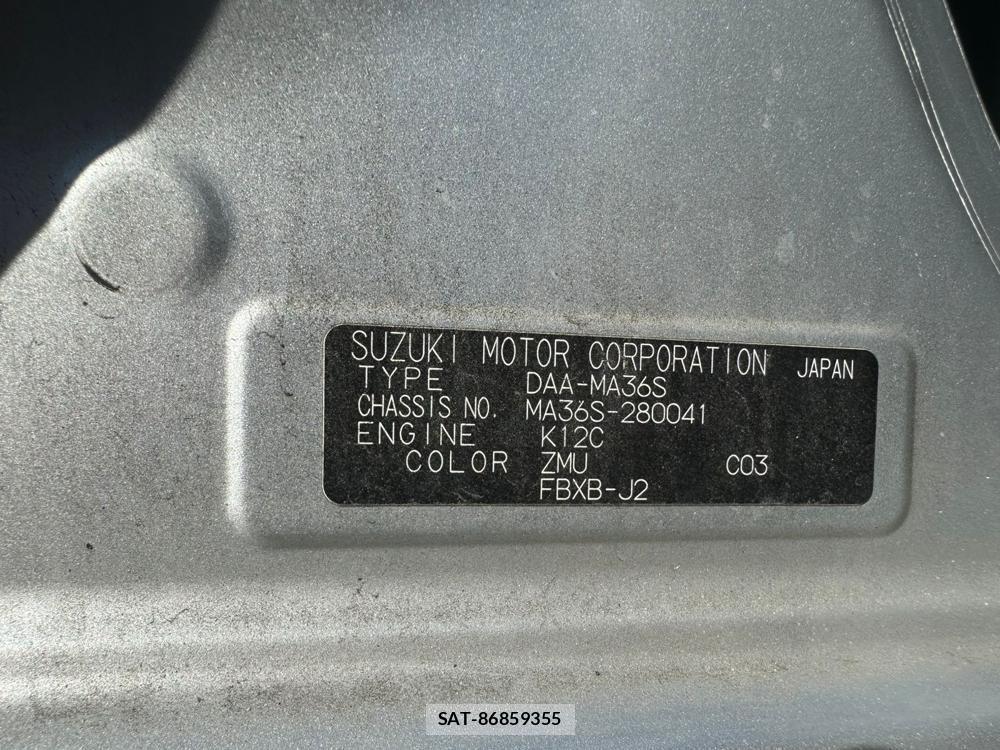 SUZUKI MOTOR CORPORATION JAPAN
TYPE DAA-MA36S
CHASSIS NO. MA36S-280041
ENGINE K12C
COLOR ZMU C03
FBXB-J2
SAT-86859355